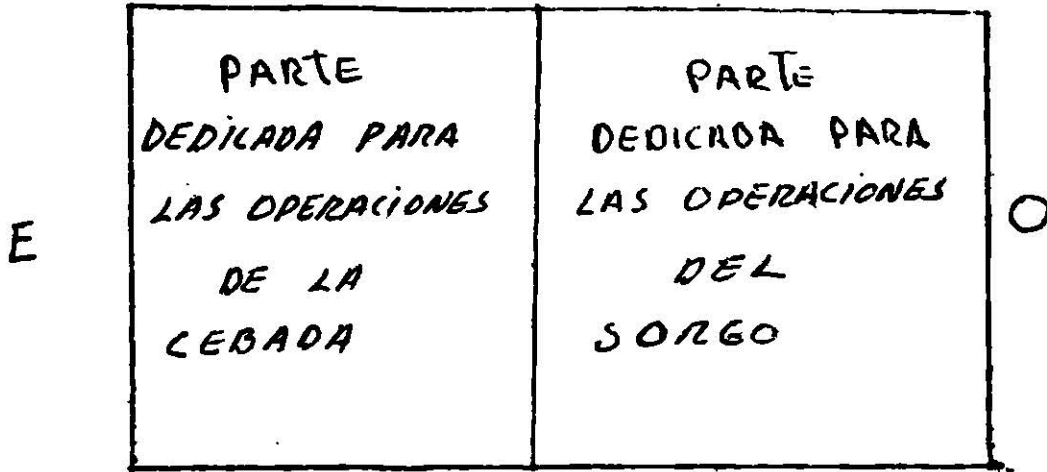 PARTE
DEDICADA PARA
LAS OPERACIONES
DE LA
CEBADA
PARTE
DEDICADA PARA
LAS OPERACIONES
DEL
SORGO
E
O